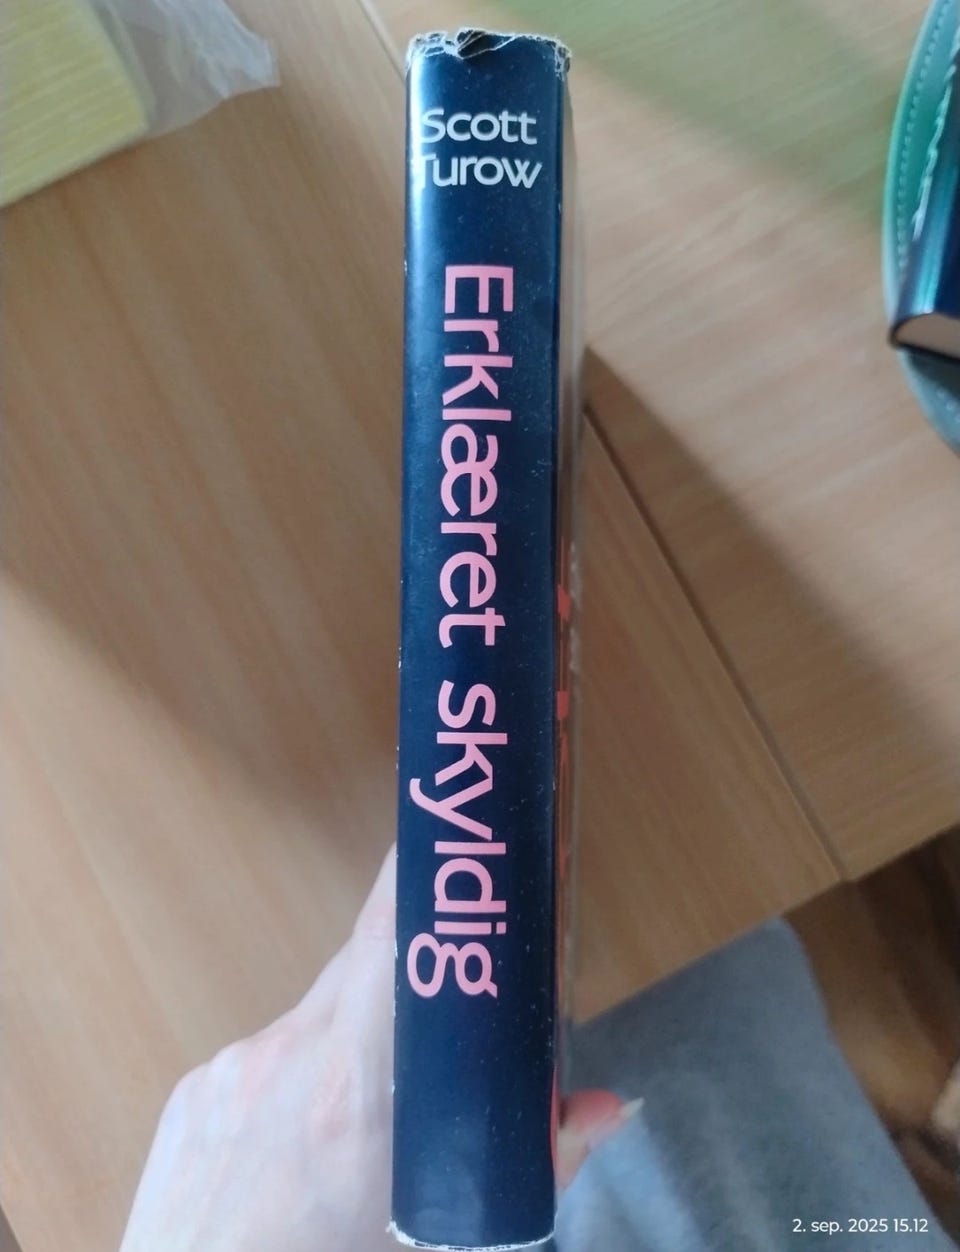 Scott
Turow
Erklæret skyldig
2. sep. 2025 15.12